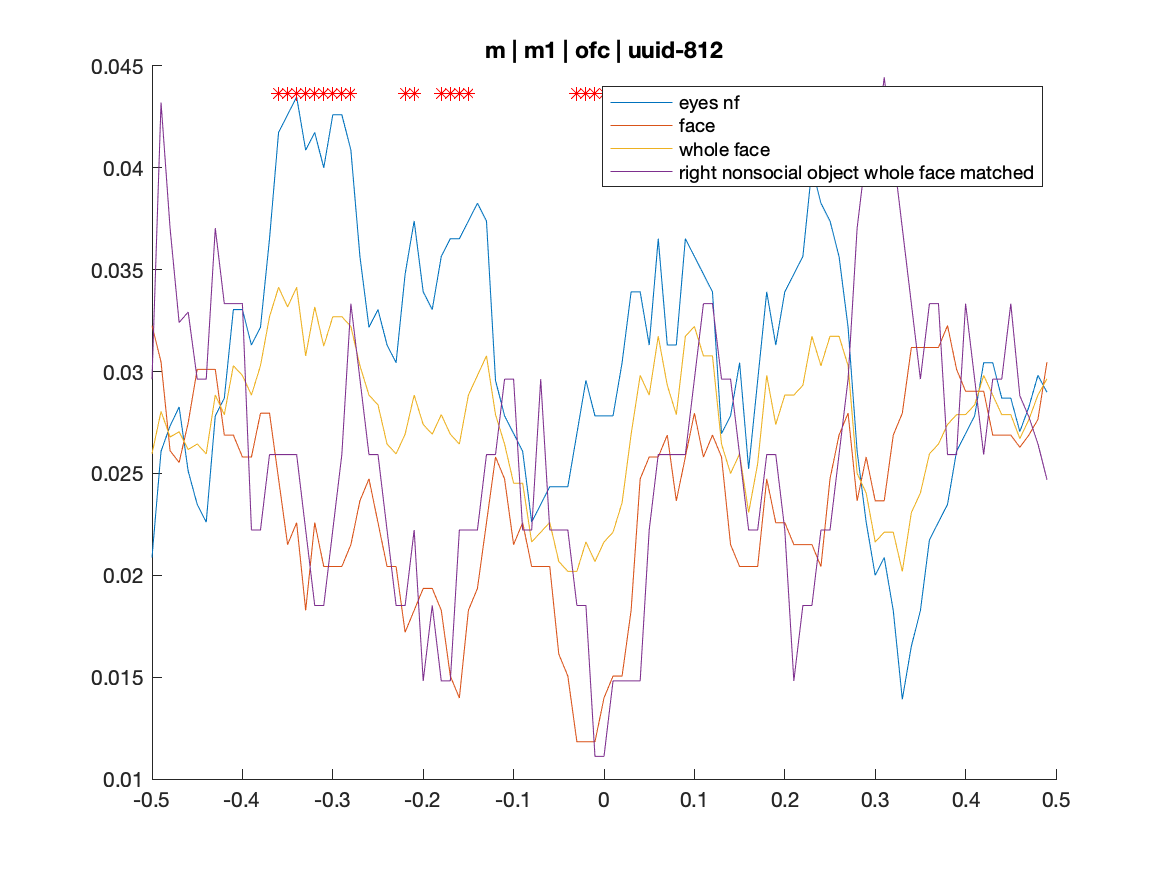 m | m1 | ofc | uuid-812
0.045
0.04
0.035
0.03
0.025
0.02
0.015
0.01
eyes nf
face
whole face
right nonsocial object whole face matched
-0.5 -0.4 -0.3 -0.2 -0.1 0 0.1 0.2 0.3 0.4 0.5